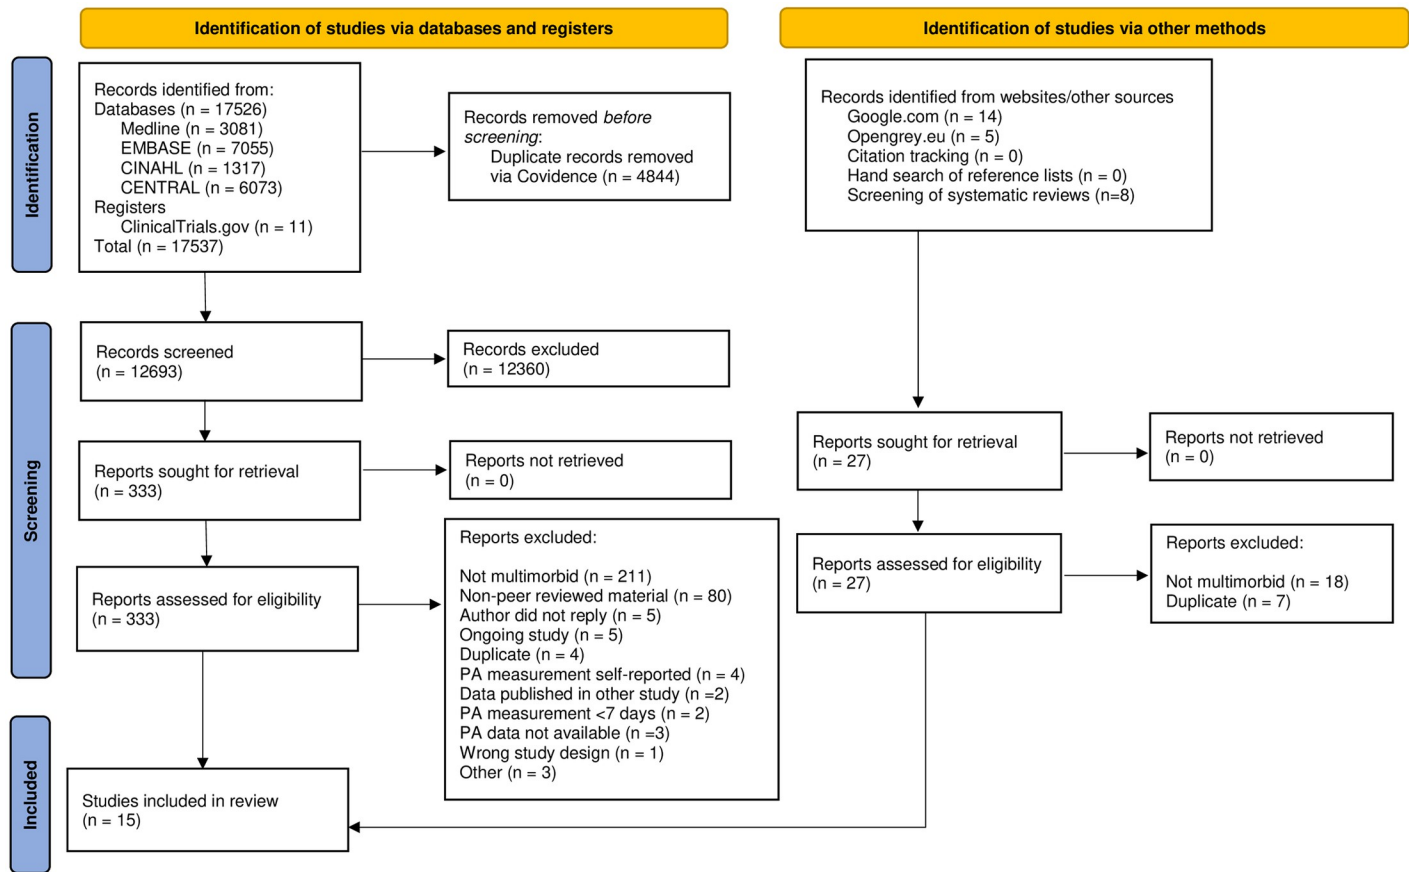 Identification of studies via databases and registers
Identification of studies via other methods
Identification
Records identified from:
Databases (n = 17526)
Medline (n = 3081)
EMBASE (n = 7055)
CINAHL (n = 1317)
CENTRAL (n = 6073)
Registers
ClinicalTrials.gov (n = 11)
Total (n = 17537)
Records removed before
screening:
Duplicate records removed
via Covidence (n = 4844)
Records identified from websites/other sources
Google.com (n = 14)
Opengrey.eu (n = 5)
Citation tracking (n = 0)
Hand search of reference lists (n = 0)
Screening of systematic reviews (n=8)
Screening
Records screened
(n = 12693)
Records excluded
(n = 12360)
Reports sought for retrieval
(n = 333)
Reports not retrieved
(n = 0)
Reports sought for retrieval
(n = 27)
Reports not retrieved
(n = 0)
Reports assessed for eligibility
(n = 333)
Reports excluded:
Not multimorbid (n = 211)
Non-peer reviewed material (n = 80)
Author did not reply (n = 5)
Ongoing study (n = 5)
Duplicate (n = 4)
PA measurement self-reported (n = 4)
Data published in other study (n =2)
PA measurement <7 days (n = 2)
PA data not available (n =3)
Wrong study design (n = 1)
Other (n = 3)
Reports assessed for eligibility
(n = 27)
Reports excluded:
Not multimorbid (n = 18)
Duplicate (n = 7)
Included
Studies included in review
(n = 15)